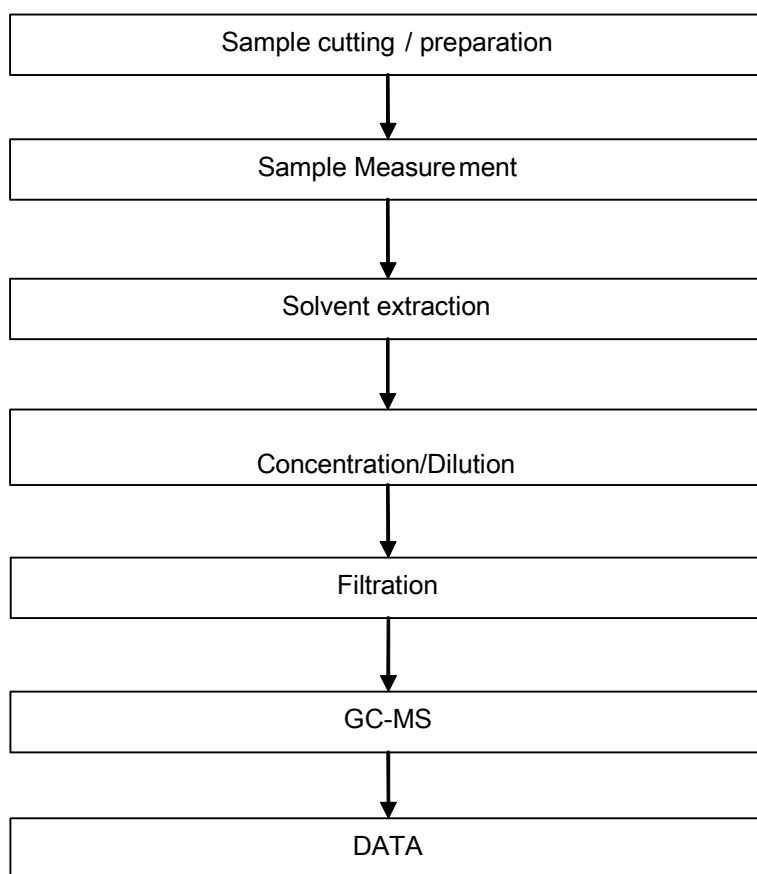 Sample cutting / preparation
Sample Measurement
Solvent extraction
Concentration/Dilution
Filtration
GC-MS
DATA